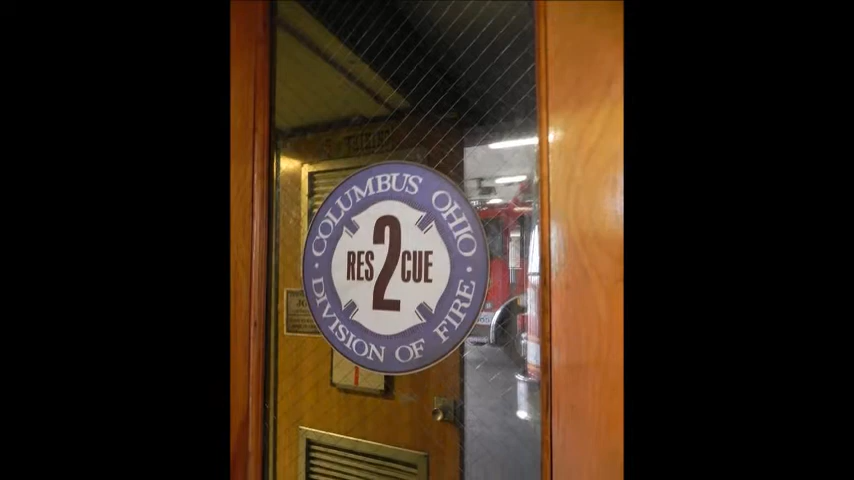 COLUMBUS OHIO
RES 2 CUE
DIVISION OF FIRE